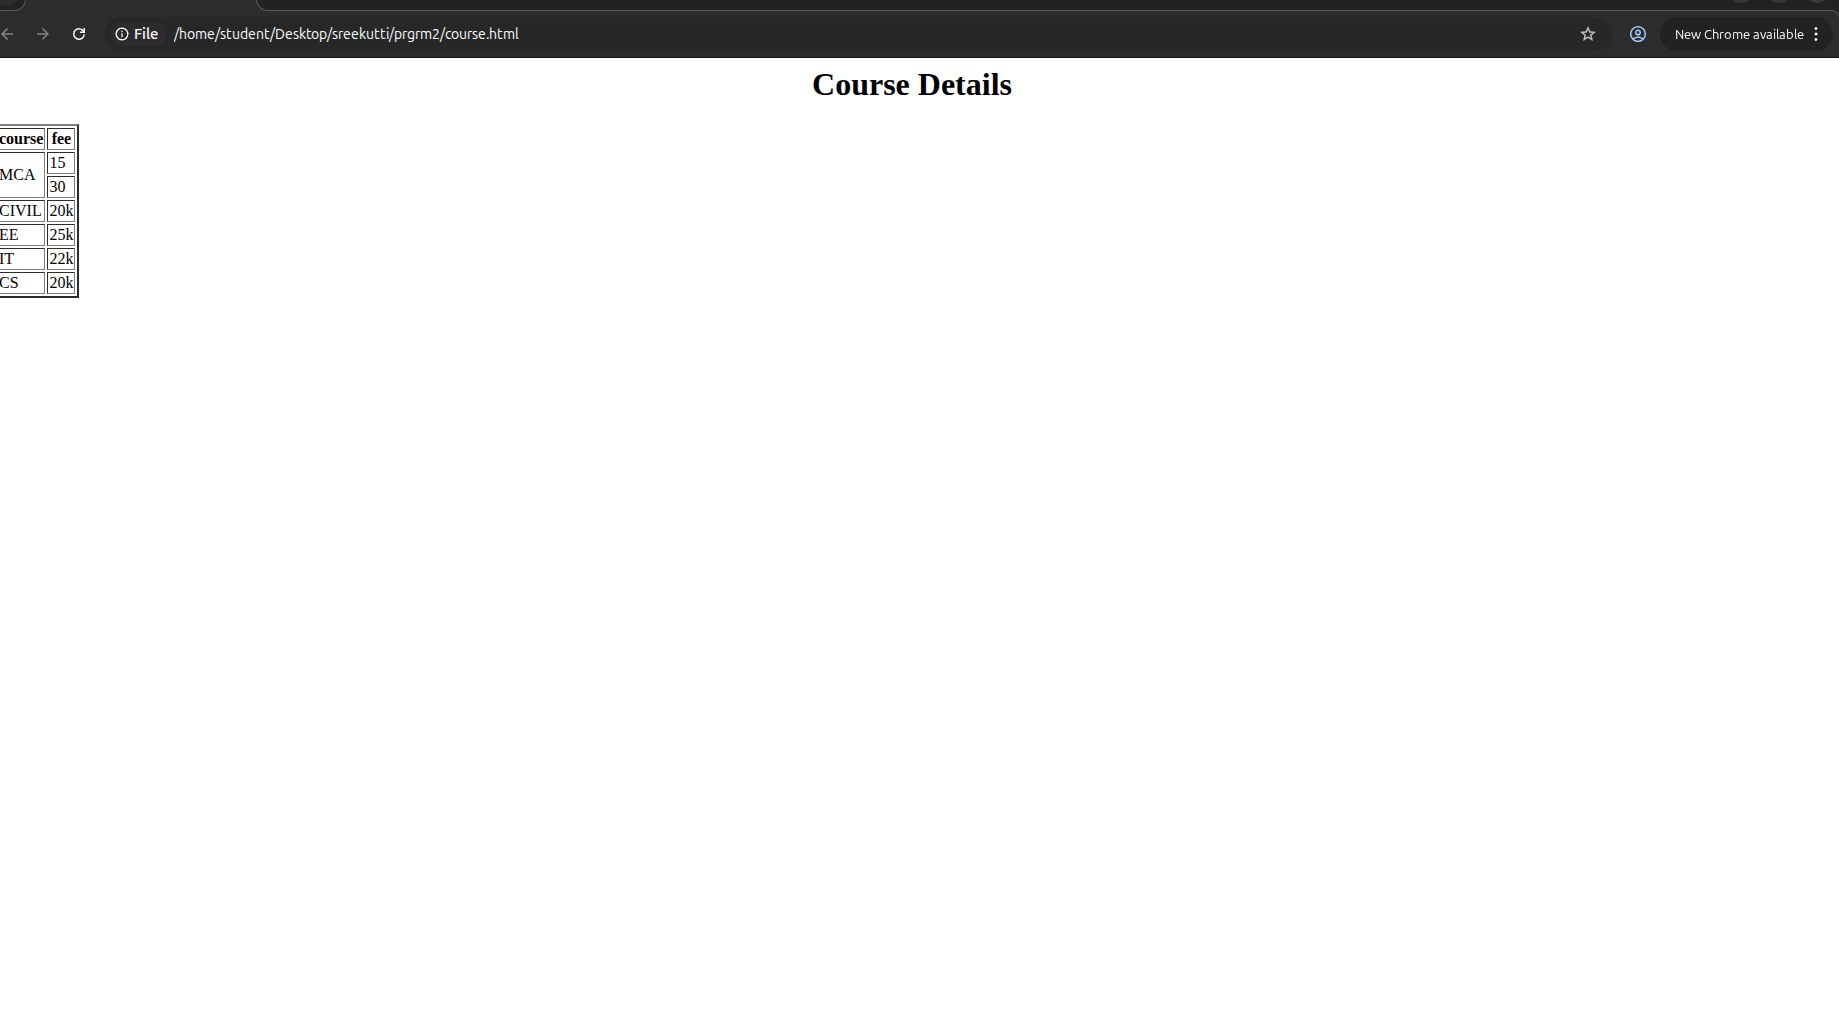 File /home/student/Desktop/sreekutti/prgrm2/course.html New Chrome available
Course Details
course fee
MCA 15
30
CIVIL 20k
EE 25k
IT 22k
CS 20k